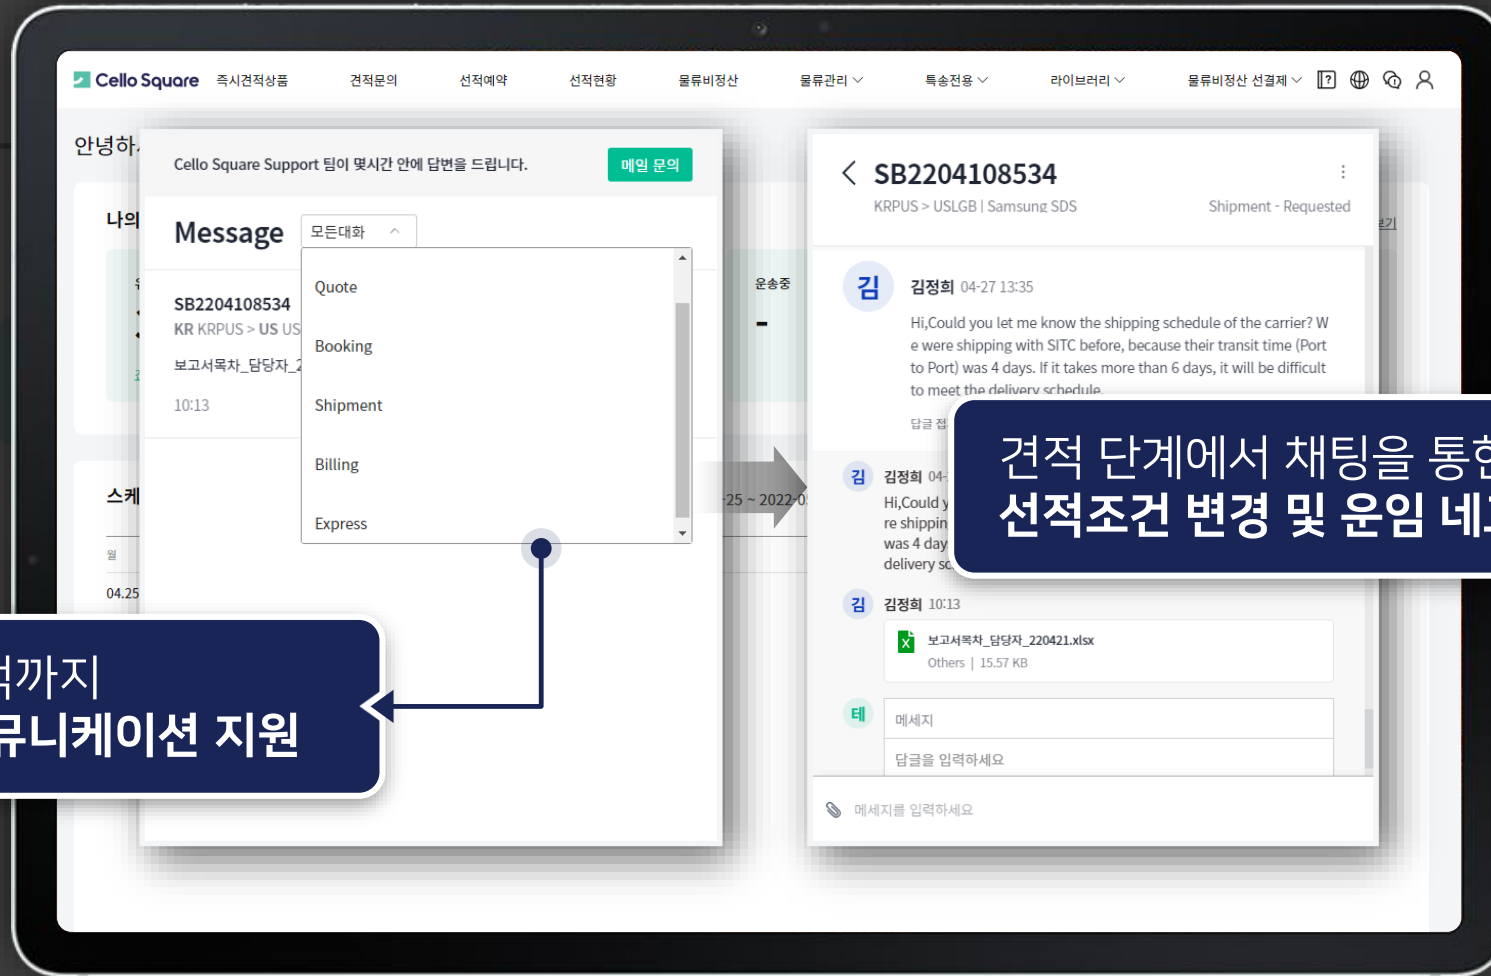 Cello Square 즉시견적상품 견적문의 선적예약 선적현황 물류비정산 물류관리 특송전용 라이브러리 물류비정산 선결제
안녕하
나의
Cello Square Support 팀이 몇시간 안에 답변을 드립니다. 메일 문의
Message 모든대화
Quote
Booking
Shipment
Billing
Express
SB2204108534
KR KRPUS > US US
보고서목차_담당자_2
10:13
운송중
-
스케
-25 ~ 2022-0
월
04.25
SB2204108534
KRPUS > USLGB | Samsung SDS Shipment - Requested
보기
김 김정희 04-27 13:35
Hi,Could you let me know the shipping schedule of the carrier? W
e were shipping with SITC before, because their transit time (Port
to Port) was 4 days. If it takes more than 6 days, it will be difficult
to meet the delivery schedule.
답글 접
김 김정희 04-
Hi,Could y
re shippin
was 4 day
delivery sc
김 김정희 10:13
보고서목차_담당자_220421.xlsx
Others | 15.57 KB
테 메세지
답글을 입력하세요
메세지를 입력하세요
견적 단계에서 채팅을 통한
선적조건 변경 및 운임 네고
까지
뮤니케이션 지원